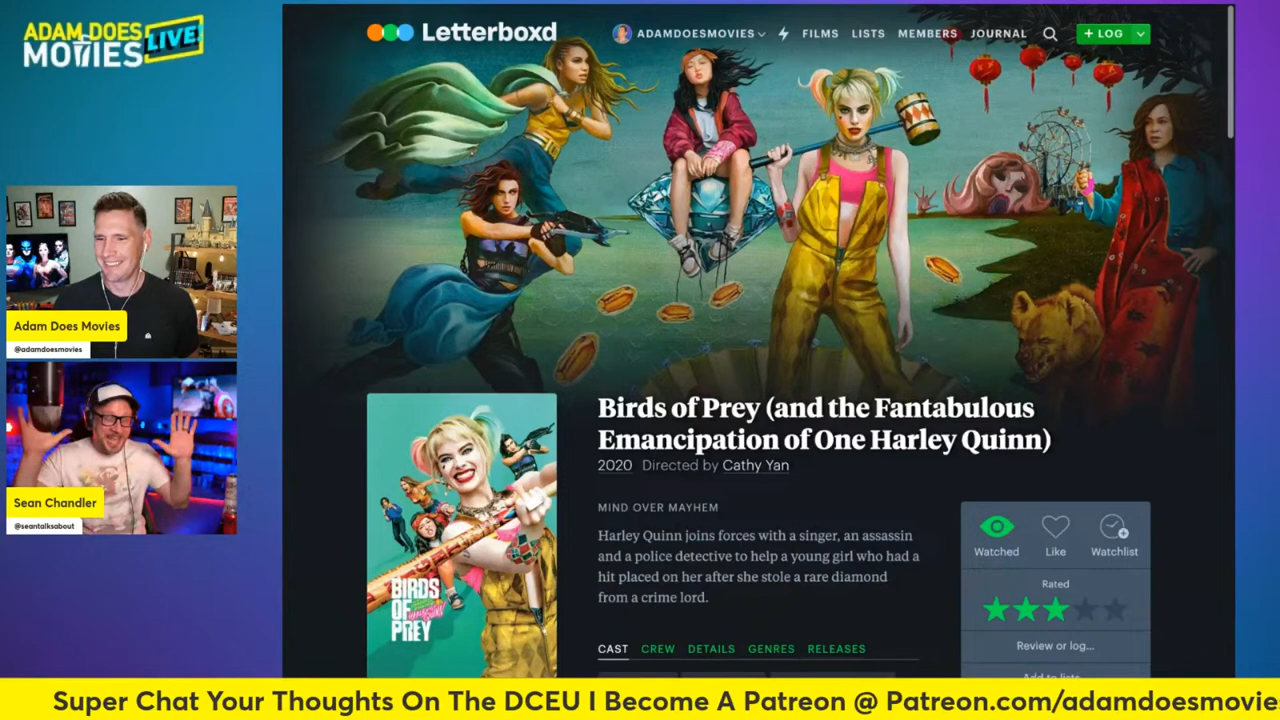 ADAM DOES
MOVIES LIVE!
Letterboxd
ADAMDOESMOVIES FILMS LISTS MEMBERS JOURNAL + LOG
Adam Does Movies
@adamdoesmovies
Sean Chandler
@seantalksabout
Birds of Prey (and the Fantabulous
Emancipation of One Harley Quinn)
2020 Directed by Cathy Yan
MIND OVER MAYHEM
Harley Quinn joins forces with a singer, an assassin
and a police detective to help a young girl who had a
hit placed on her after she stole a rare diamond
from a crime lord.
CAST CREW DETAILS GENRES RELEASES
BIRDS
OF
PREY
Watched Like Watchlist
Rated
Review or log...
Add to lists...
Super Chat Your Thoughts On The DCEU I Become A Patreon @ Patreon.com/adamdoesmovie